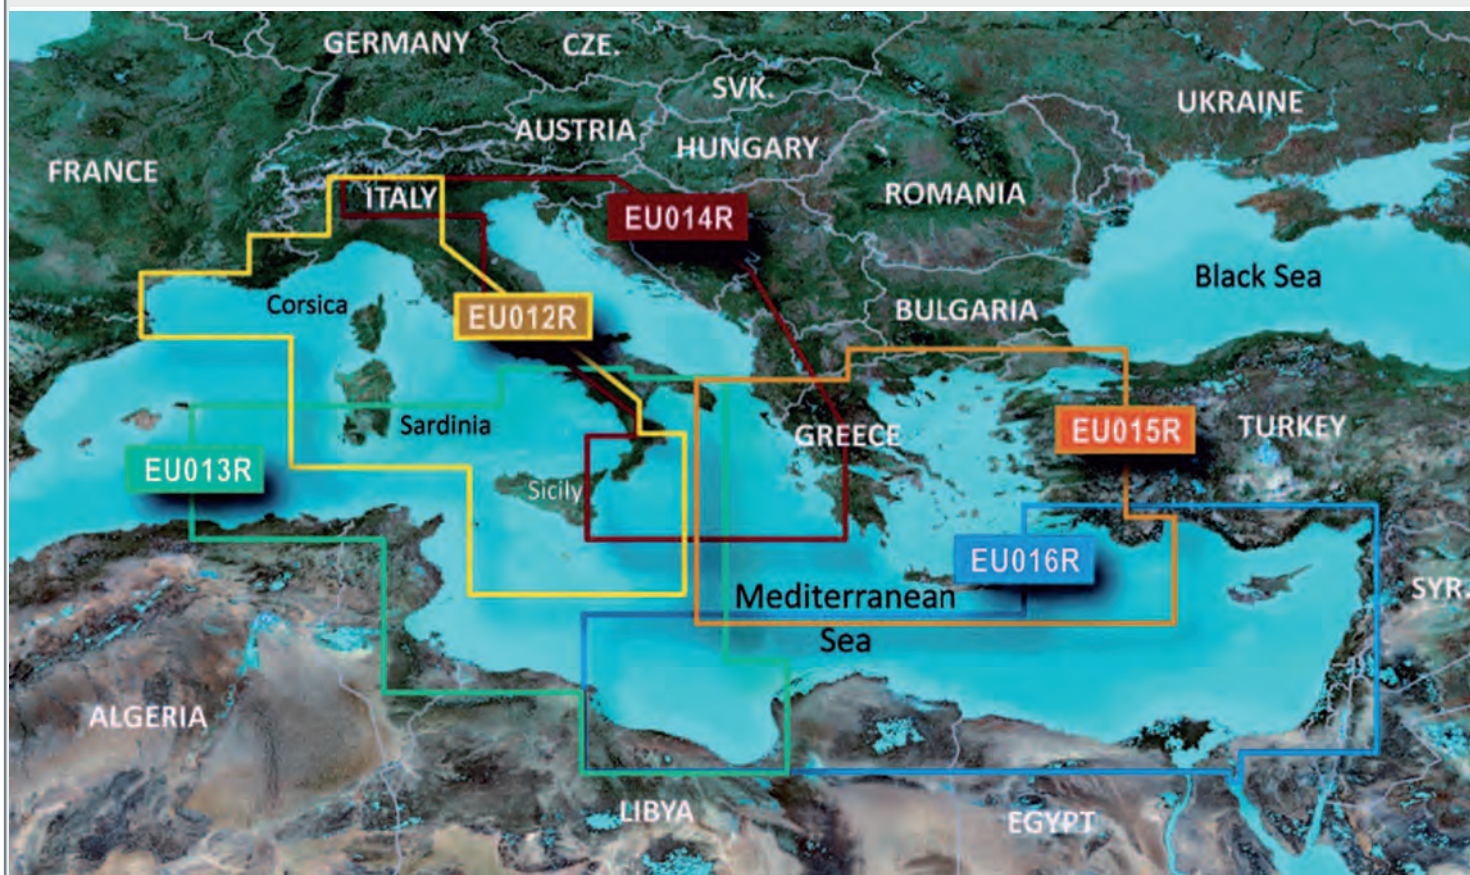 GERMANY
CZE.
SVK.
UKRAINE
AUSTRIA
HUNGARY
FRANCE
ITALY
ROMANIA
EU014R
Black Sea
Corsica
EU012R
BULGARIA
Sardinia
GREECE
EU015R
TURKEY
EU013R
Sicily
EU016R
Mediterranean
Sea
SYR.
ALGERIA
LIBYA
EGYPT